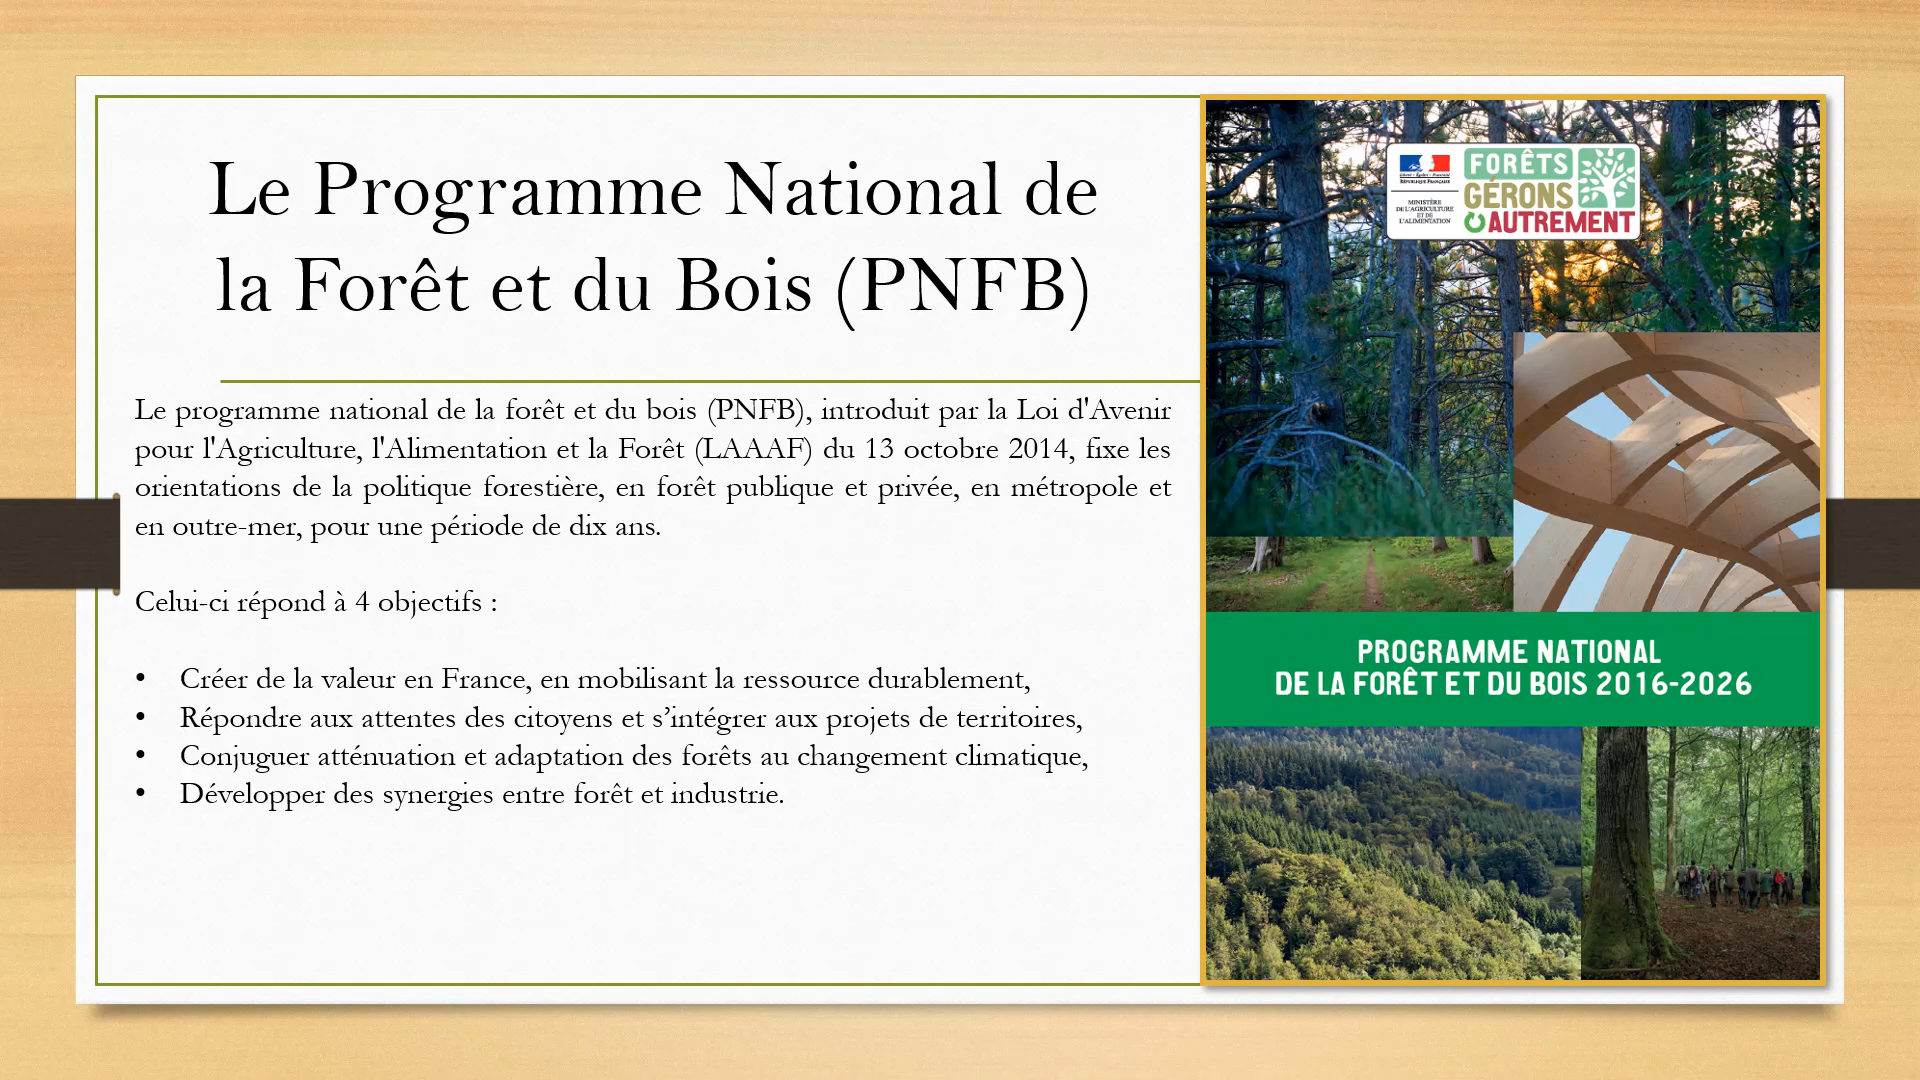 Le Programme National de
la Forêt et du Bois (PNFB)
Le programme national de la forêt et du bois (PNFB), introduit par la Loi d'Avenir
pour l'Agriculture, l'Alimentation et la Forêt (LAAAF) du 13 octobre 2014, fixe les
orientations de la politique forestière, en forêt publique et privée, en métropole et
en outre-mer, pour une période de dix ans.
Celui-ci répond à 4 objectifs :
• Créer de la valeur en France, en mobilisant la ressource durablement,
• Répondre aux attentes des citoyens et s’intégrer aux projets de territoires,
• Conjuguer atténuation et adaptation des forêts au changement climatique,
• Développer des synergies entre forêt et industrie.
Liberté • Égalité • Fraternité
RÉPUBLIQUE FRANÇAISE
MINISTÈRE
DE L'AGRICULTURE
ET DE
L'ALIMENTATION
FORÊTS
GÉRONS
AUTREMENT
PROGRAMME NATIONAL
DE LA FORÊT ET DU BOIS 2016-2026